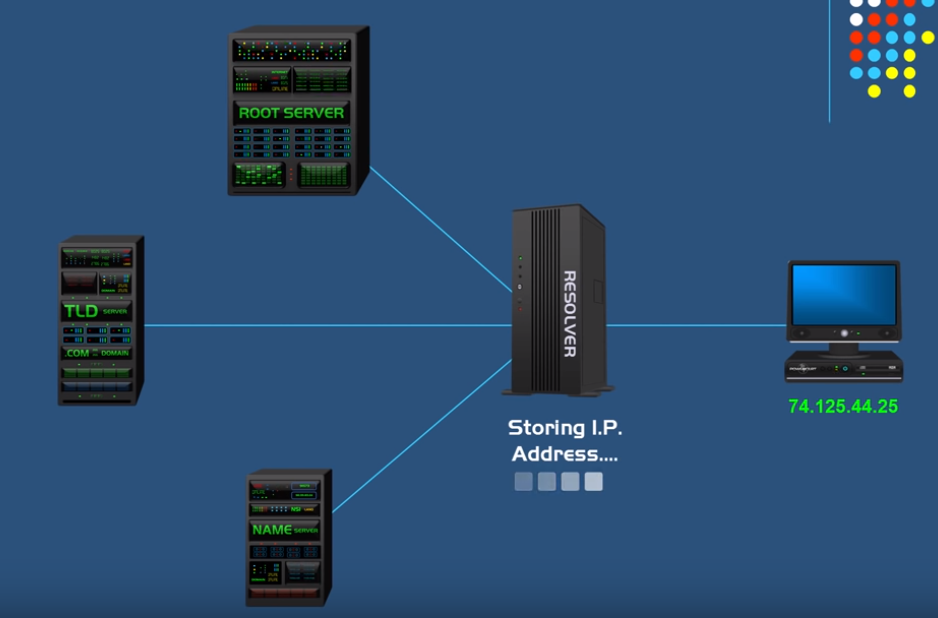 ROOT SERVER
TLD SERVER
.COM DOMAIN
RESOLVER
74.125.44.25
Storing I.P.
Address....
NAME SERVER